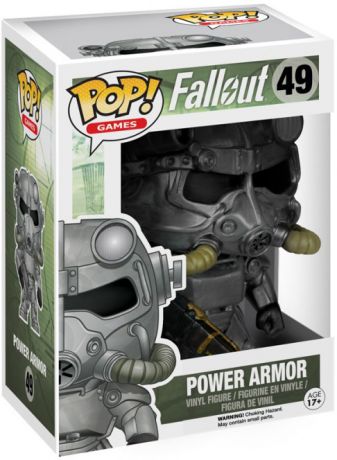 POP!
GAMES
Fallout 49
POP!
GAMES
POWER ARMOR
49
POWER ARMOR
VINYL FIGURE / FIGURINE EN VINYLE /
FIGURA DE VINIL
WARNING! Choking Hazard.
May contain small parts.
AGE
17+